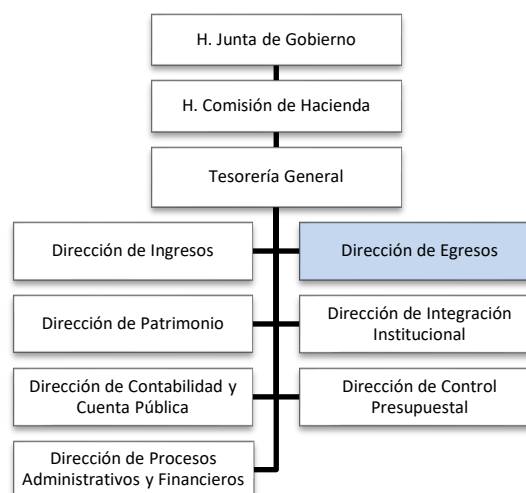 H. Junta de Gobierno
H. Comisión de Hacienda
Tesorería General
Dirección de Ingresos
Dirección de Egresos
Dirección de Patrimonio
Dirección de Integración
Institucional
Dirección de Contabilidad y
Cuenta Pública
Dirección de Control
Presupuestal
Dirección de Procesos
Administrativos y Financieros